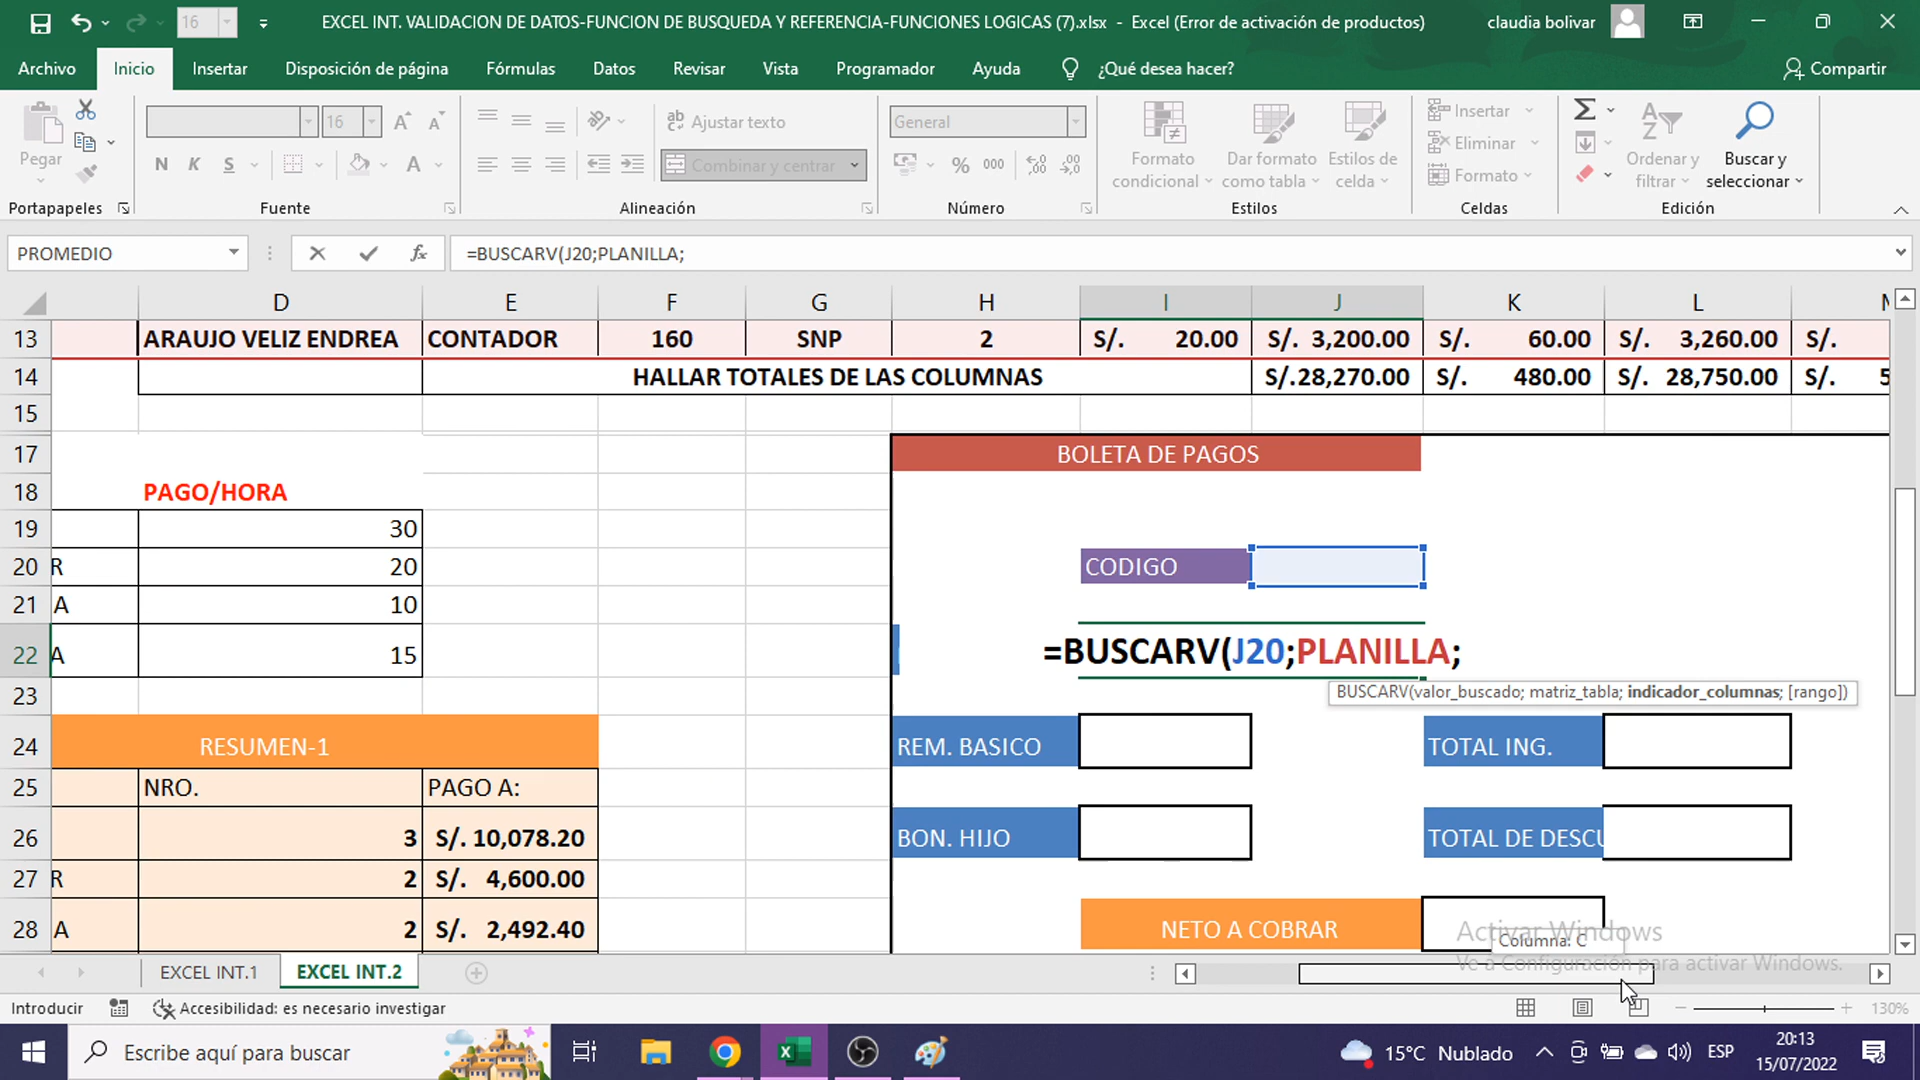 16
EXCEL INT. VALIDACION DE DATOS-FUNCION DE BUSQUEDA Y REFERENCIA-FUNCIONES LOGICAS (7).xlsx - Excel (Error de activación de productos)
claudia bolivar
Archivo Inicio Insertar Disposición de página Fórmulas Datos Revisar Vista Programador Ayuda ¿Qué desea hacer? Compartir
Pegar
Portapapeles
16
N K S
Fuente
Ajustar texto
Combinar y centrar
Alineación
General
% 000
Número
Formato condicional
Dar formato como tabla
Estilos de celda
Estilos
Insertar
Eliminar
Formato
Celdas
Ordenar y filtrar
Buscar y seleccionar
Edición
PROMEDIO =BUSCARV(J20;PLANILLA;
D E F G H I J K L
13 ARAUJO VELIZ ENDREA CONTADOR 160 SNP 2 S/. 20.00 S/. 3,200.00 S/. 60.00 S/. 3,260.00 S/.
14 HALLAR TOTALES DE LAS COLUMNAS S/.28,270.00 S/. 480.00 S/. 28,750.00 S/. 5
15
17 BOLETA DE PAGOS
18 PAGO/HORA
19 30
20 R 20 CODIGO
21 A 10
22 A 15 =BUSCARV(J20;PLANILLA;
23 BUSCARV(valor_buscado; matriz_tabla; indicador_columnas; [rango])
24 RESUMEN-1 REM. BASICO TOTAL ING.
25 NRO. PAGO A:
26 3 S/. 10,078.20 BON. HIJO TOTAL DE DESCU
27 R 2 S/. 4,600.00
28 A 2 S/. 2,492.40 NETO A COBRAR
Activar Windows
Columna: C
Ve a Configuración para activar Windows.
EXCEL INT.1 EXCEL INT.2
Introducir Accesibilidad: es necesario investigar 130%
Escribe aquí para buscar 15°C Nublado ESP 20:13
15/07/2022